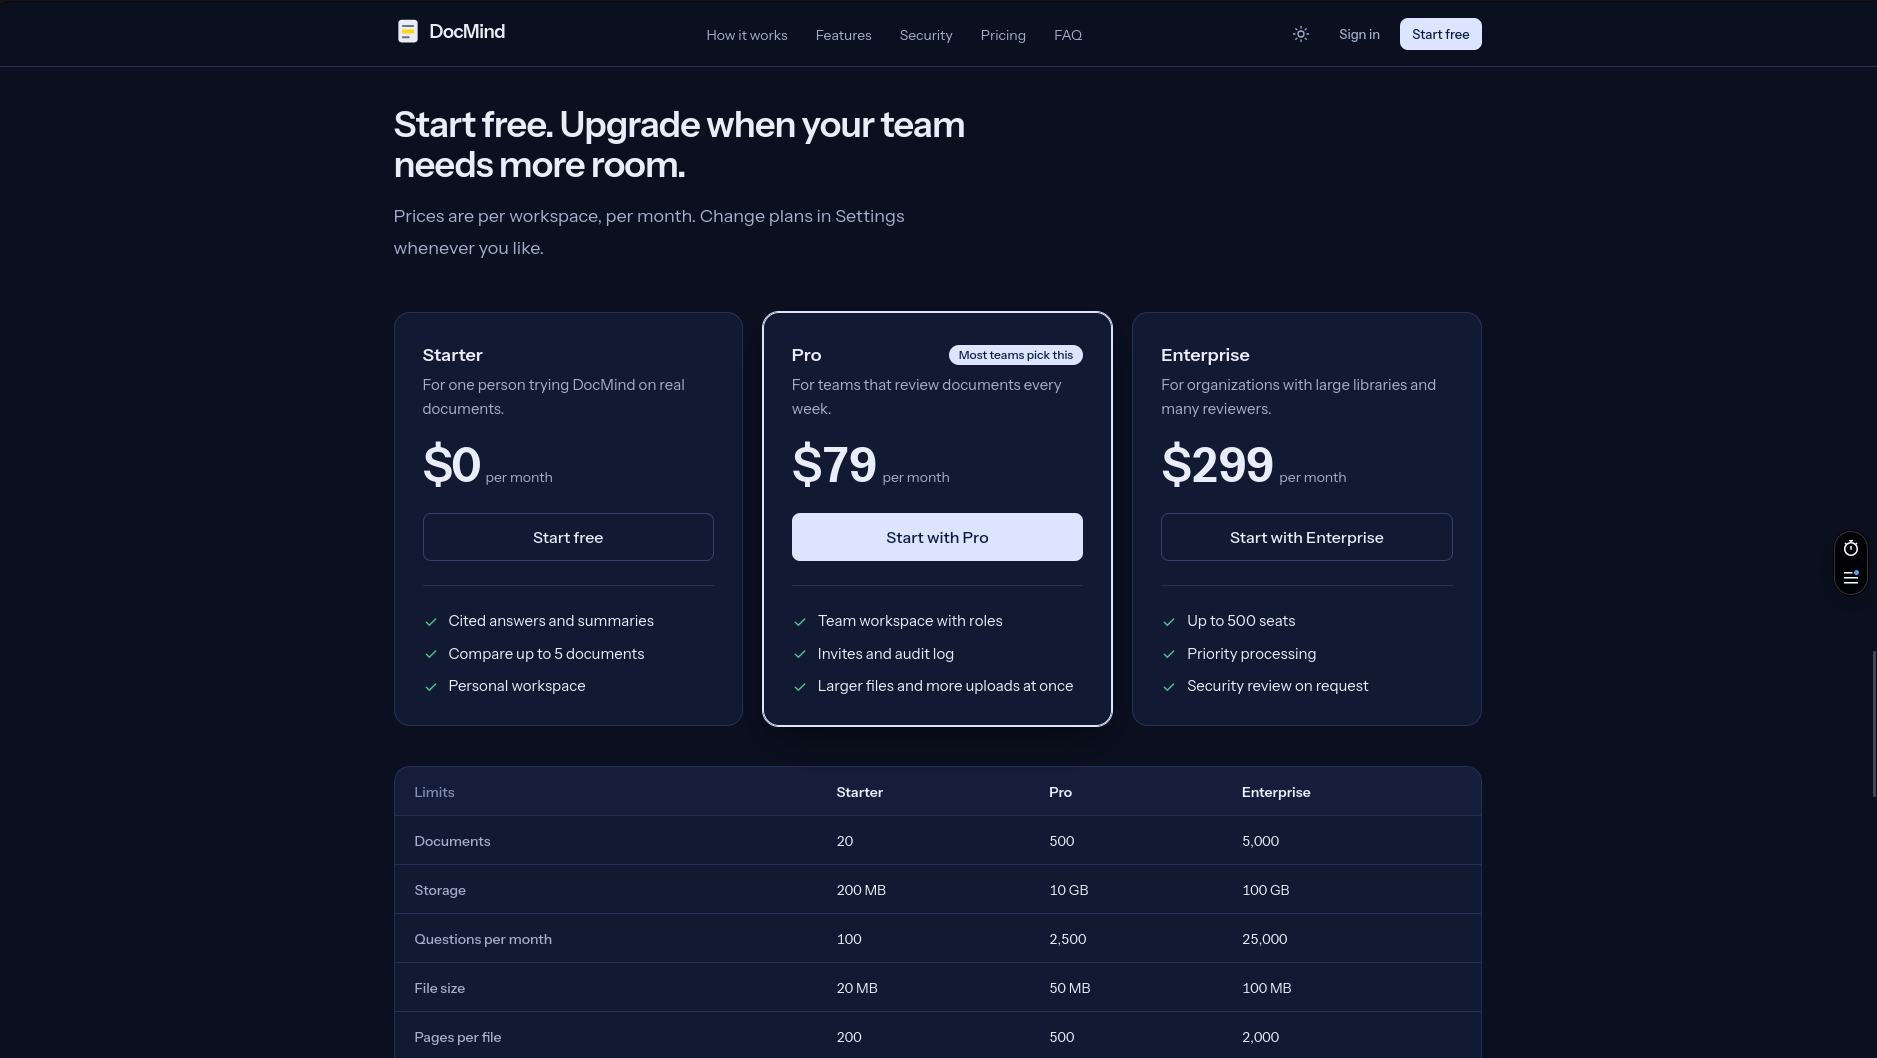 DocMind
How it works
Features
Security
Pricing
FAQ
Sign in
Start free
Start free. Upgrade when your team
needs more room.
Prices are per workspace, per month. Change plans in Settings
whenever you like.
Starter
For one person trying DocMind on real
documents.
$0 per month
Start free
Cited answers and summaries
Compare up to 5 documents
Personal workspace
Pro
Most teams pick this
For teams that review documents every
week.
$79 per month
Start with Pro
Team workspace with roles
Invites and audit log
Larger files and more uploads at once
Enterprise
For organizations with large libraries and
many reviewers.
$299 per month
Start with Enterprise
Up to 500 seats
Priority processing
Security review on request
Limits Starter Pro Enterprise
Documents 20 500 5,000
Storage 200 MB 10 GB 100 GB
Questions per month 100 2,500 25,000
File size 20 MB 50 MB 100 MB
Pages per file 200 500 2,000